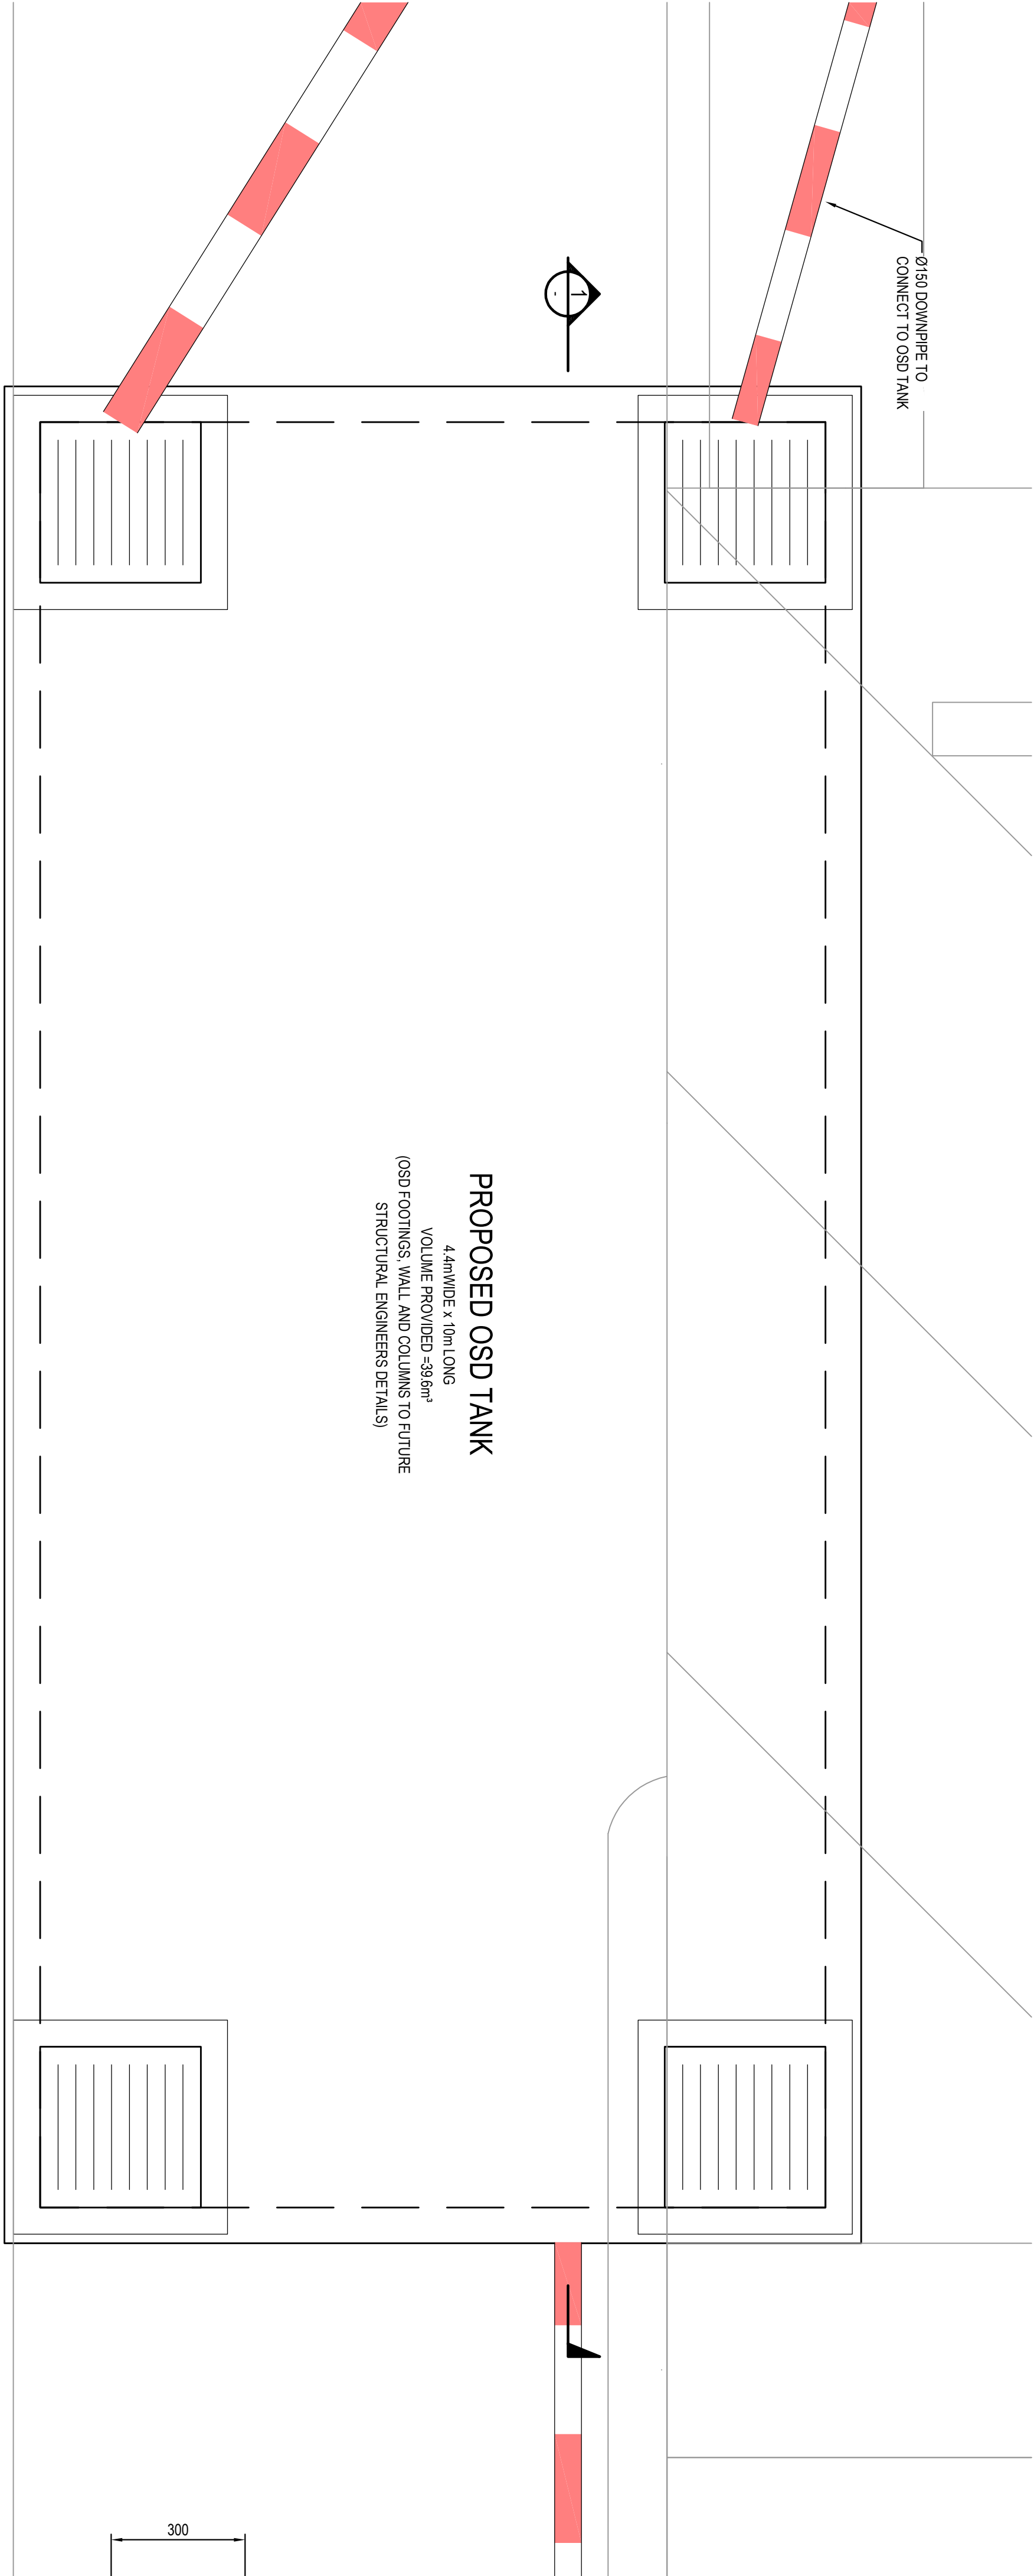 Ø150 DOWNPIPE TO
CONNECT TO OSD TANK
1
-
PROPOSED OSD TANK
4.4mWIDE x 10m LONG
VOLUME PROVIDED =39.6m³
(OSD FOOTINGS, WALL AND COLUMNS TO FUTURE
STRUCTURAL ENGINEERS DETAILS)
300